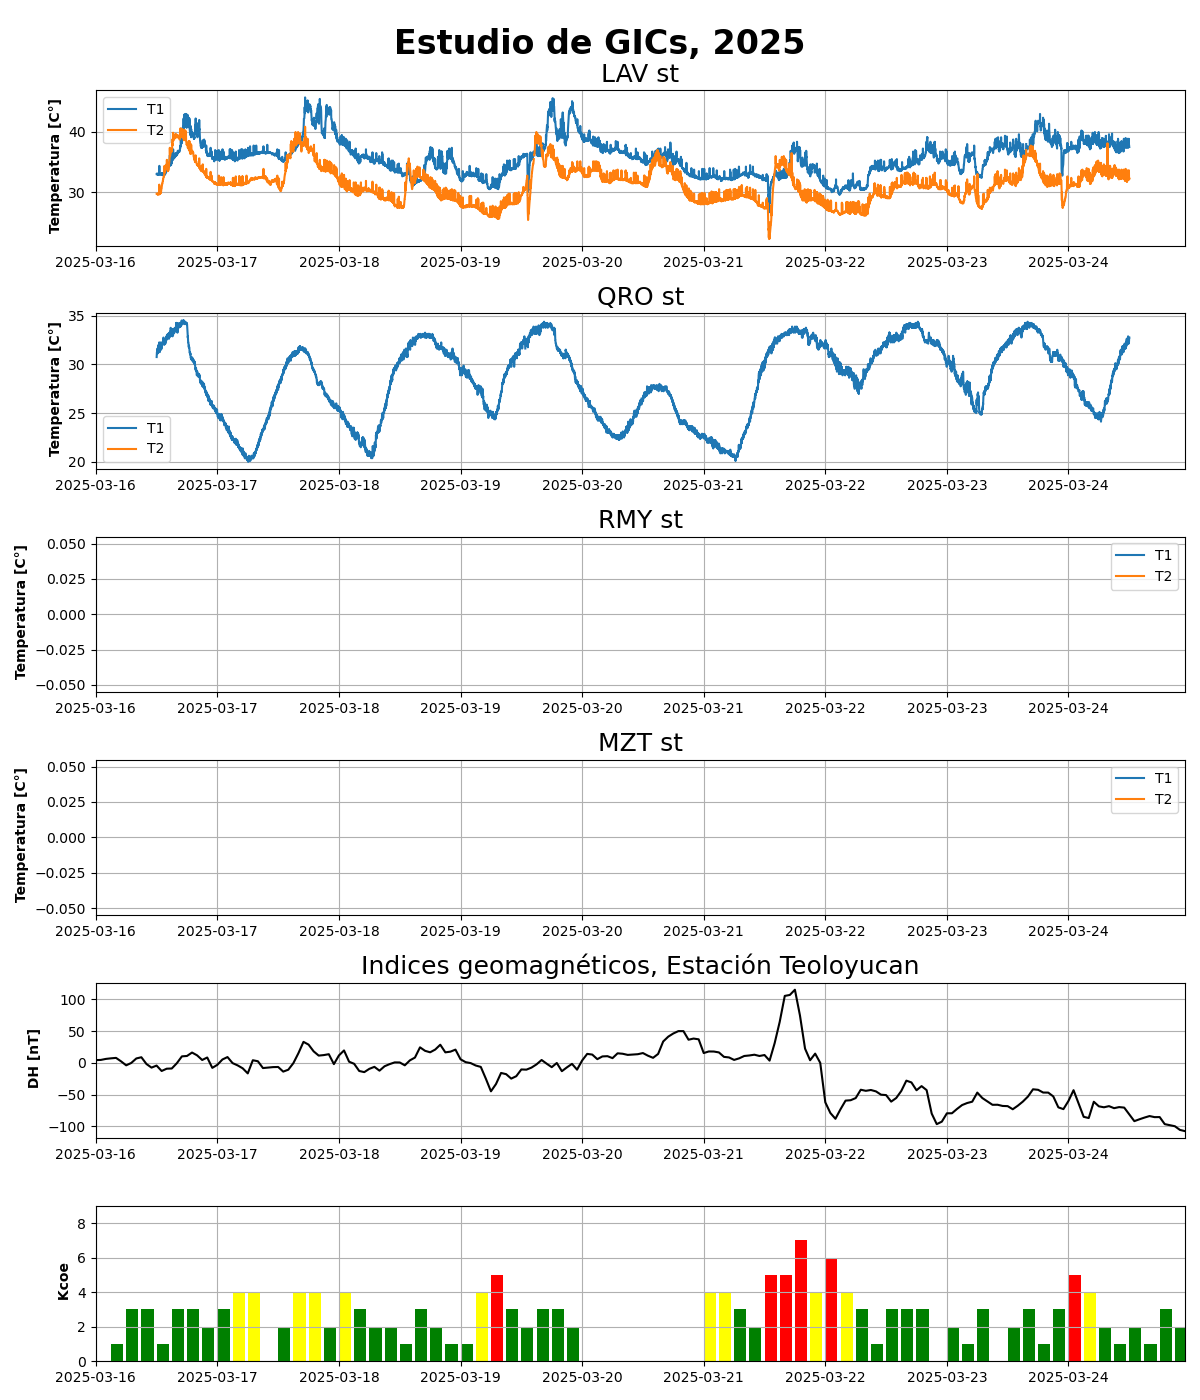 Estudio de GICs, 2025
LAV st
Temperatura [C°]
40
30
T1
T2
2025-03-16 2025-03-17 2025-03-18 2025-03-19 2025-03-20 2025-03-21 2025-03-22 2025-03-23 2025-03-24
QRO st
Temperatura [C°]
35
30
25
20
T1
T2
2025-03-16 2025-03-17 2025-03-18 2025-03-19 2025-03-20 2025-03-21 2025-03-22 2025-03-23 2025-03-24
RMY st
Temperatura [C°]
0.050
0.025
0.000
−0.025
−0.050
T1
T2
2025-03-16 2025-03-17 2025-03-18 2025-03-19 2025-03-20 2025-03-21 2025-03-22 2025-03-23 2025-03-24
MZT st
Temperatura [C°]
0.050
0.025
0.000
−0.025
−0.050
T1
T2
2025-03-16 2025-03-17 2025-03-18 2025-03-19 2025-03-20 2025-03-21 2025-03-22 2025-03-23 2025-03-24
Indices geomagnéticos, Estación Teoloyucan
DH [nT]
100
50
0
−50
−100
2025-03-16 2025-03-17 2025-03-18 2025-03-19 2025-03-20 2025-03-21 2025-03-22 2025-03-23 2025-03-24
Kcoe
8
6
4
2
0
2025-03-16 2025-03-17 2025-03-18 2025-03-19 2025-03-20 2025-03-21 2025-03-22 2025-03-23 2025-03-24